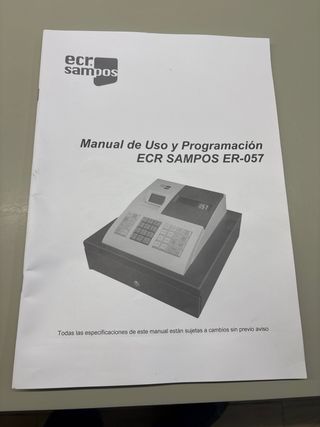 ecr.
sampos
Manual de Uso y Programación
ECR SAMPOS ER-057
057
Todas las especificaciones de este manual están sujetas a cambios sin previo aviso